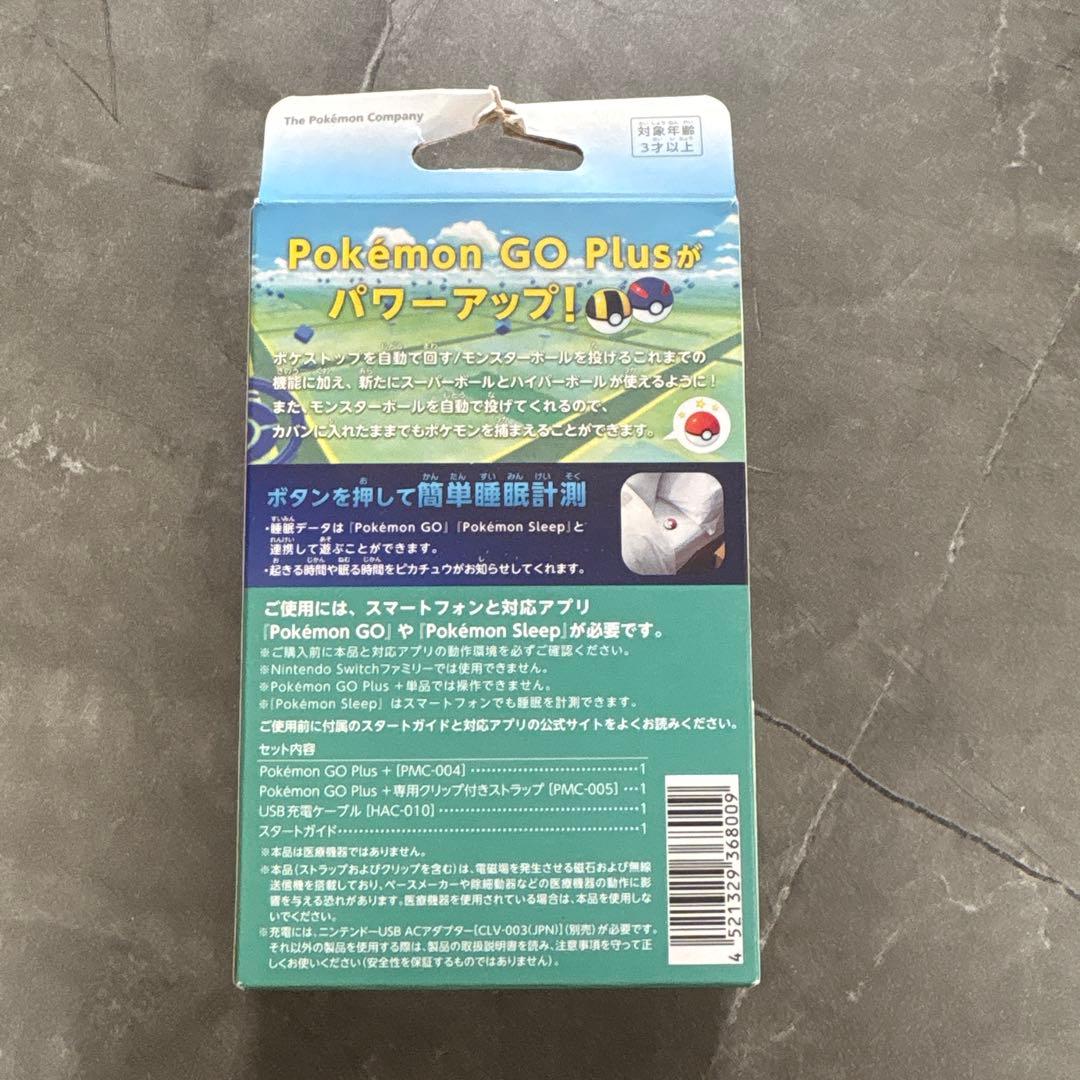 The Pokémon Company
対象年齢
3才以上
Pokémon GO Plusが
パワーアップ！
ポケストップを自動で回す/モンスターボールを投げるこれまでの
機能に加え、新たにスーパーボールとハイパーボールが使えるように！
また、モンスターボールを自動で投げてくれるので、
カバンに入れたままでもポケモンを捕まえることができます。
ボタンを押して簡単睡眠計測
・睡眠データは『Pokémon GO』『Pokémon Sleep』と
連携して遊ぶことができます。
・起きる時間や眠る時間をピカチュウがお知らせしてくれます。
ご使用には、スマートフォンと対応アプリ
『Pokémon GO』や『Pokémon Sleep』が必要です。
※ご購入前に本品と対応アプリの動作環境を必ずご確認ください。
※Nintendo Switchファミリーでは使用できません。
※Pokémon GO Plus +単品では操作できません。
※『Pokémon Sleep』はスマートフォンでも睡眠を計測できます。
ご使用前に付属のスタートガイドと対応アプリの公式サイトをよくお読みください。
セット内容
Pokémon GO Plus + [PMC-004] ……………………………1
Pokémon GO Plus +専用クリップ付きストラップ [PMC-005] …1
USB充電ケーブル [HAC-010] ……………………………1
スタートガイド……………………………………………1
※本品は医療機器ではありません。
※本品(ストラップおよびクリップを含む)は、電磁場を発生させる磁石および無線
送信機を搭載しており、ペースメーカーや除細動器などの医療機器の動作に影
響を与える恐れがあります。医療機器を使用されている場合は、本品を使用しな
いでください。
※充電には、ニンテンドーUSB ACアダプター[CLV-003(JPN)](別売)が必要です。
それ以外の製品を使用する際は、製品の取扱説明書を読み、注意事項を守って正
しくお使いください(安全性を保証するものではありません)。
4 521329 368009